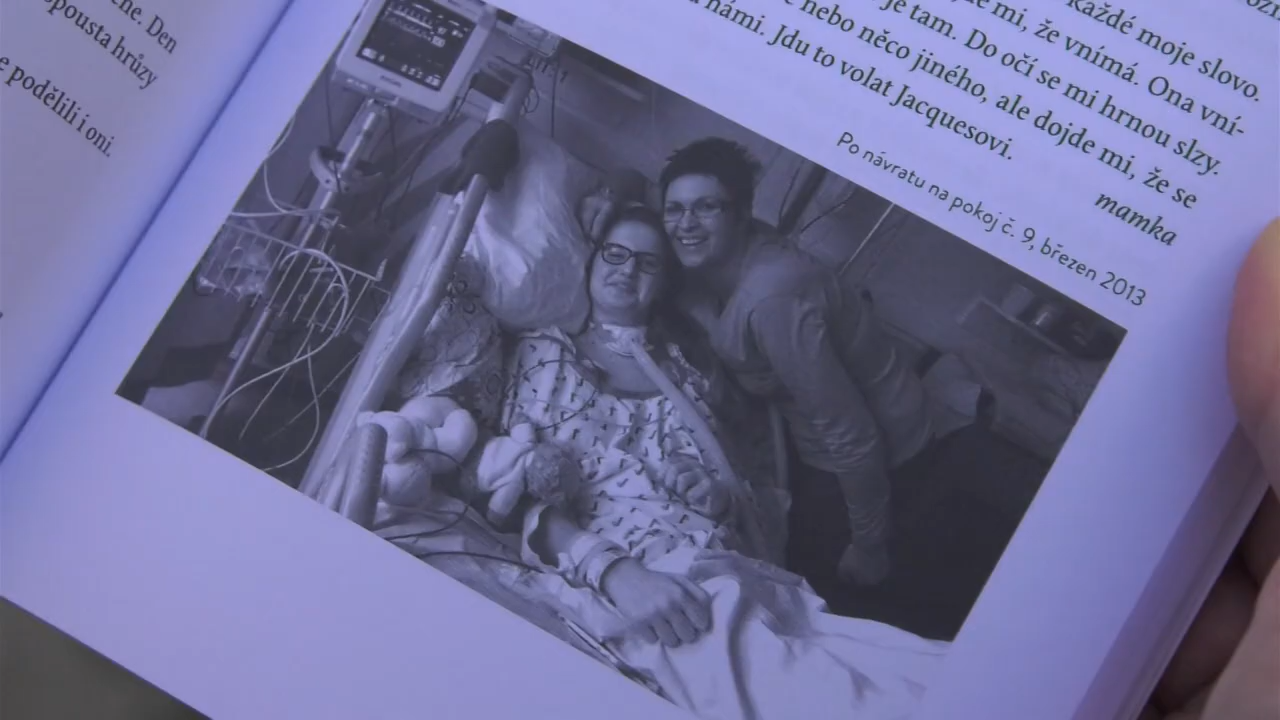 ne. Den
spousta hrůzy
e podělili i oni.
každé moje slovo.
mi, že vnímá. Ona vní-
je tam. Do očí se mi hrnou slzy.
nebo něco jiného, ale dojde mi, že se
námi. Jdu to volat Jacquesovi.
mamka
Po návratu na pokoj č. 9, březen 2013